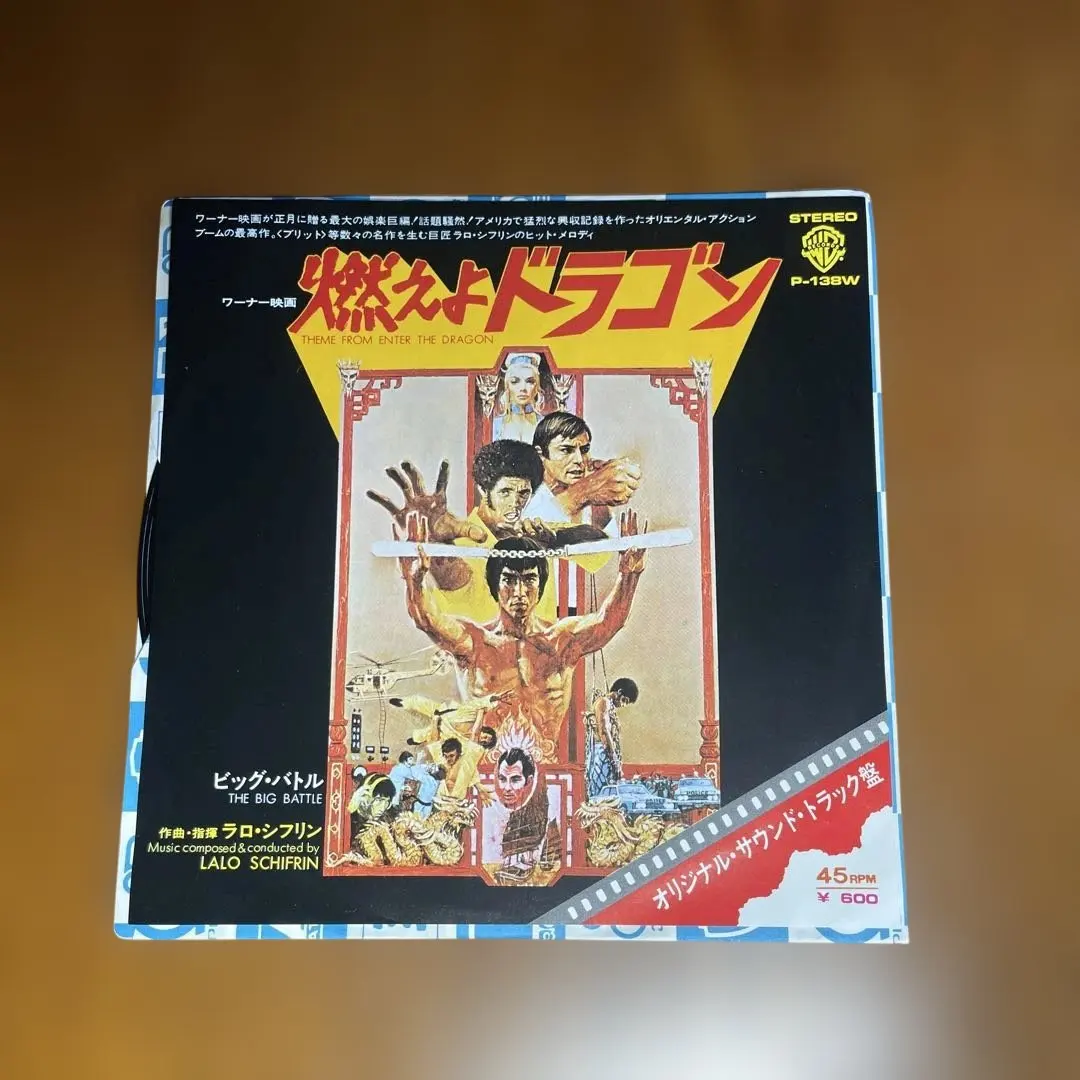 ワーナー映画が正月に贈る最大の娯楽巨編!話題騒然!アメリカで猛烈な興収記録を作ったオリエンタル・アクション
ブームの最高作。〈ブリット〉等数々の名作を生む巨匠ラロ・シフリンのヒット・メロディ
STEREO
P-138W
ワーナー映画
燃えよドラゴン
THEME FROM ENTER THE DRAGON
ビッグ・バトル
THE BIG BATTLE
作曲・指揮 ラロ・シフリン
Music composed & conducted by
LALO SCHIFRIN
POLICE
オリジナル・サウンド・トラック盤
45RPM
¥ 600